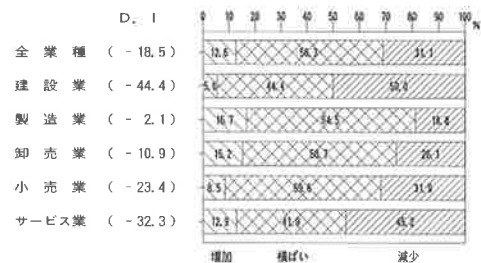 D. I
0 10 20 30 40 50 60 70 80 90 100
%
全業種 (-18.5) 12.6 56.3 31.1
建設業 (-44.4) 5.6 44.4 50.0
製造業 (-2.1) 16.7 64.5 18.8
卸売業 (-10.9) 15.2 58.7 26.1
小売業 (-23.4) 8.5 59.6 31.9
サービス業 (-32.3) 12.9 41.9 45.2
増加 横ばい 減少